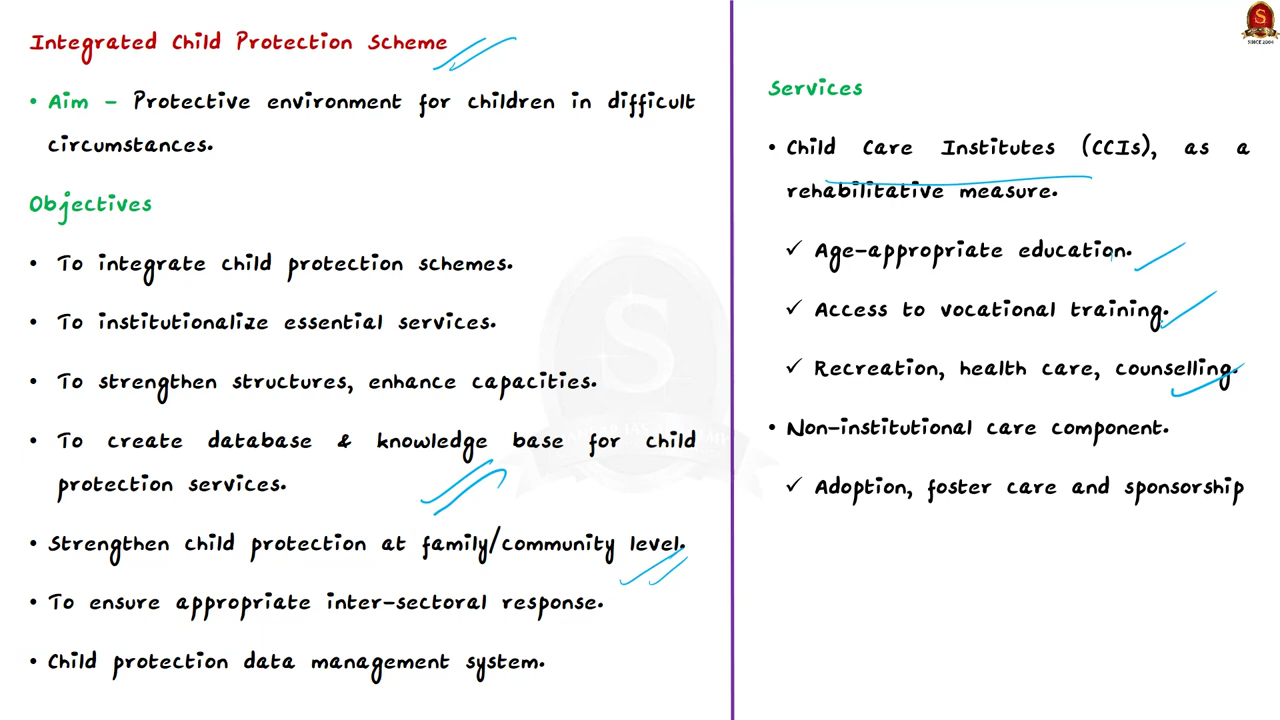 Integrated Child Protection Scheme
• Aim – Protective environment for children in difficult
circumstances.
Objectives
• To integrate child protection schemes.
• To institutionalize essential services.
• To strengthen structures, enhance capacities.
• To create database & knowledge base for child
protection services.
• Strengthen child protection at family/community level.
• To ensure appropriate inter-sectoral response.
• Child protection data management system.
S
SINCE 2004
Services
• Child Care Institutes (CCIs), as a
rehabilitative measure.
✓ Age-appropriate education.
✓ Access to vocational training.
✓ Recreation, health care, counselling.
• Non-institutional care component.
✓ Adoption, foster care and sponsorship
S